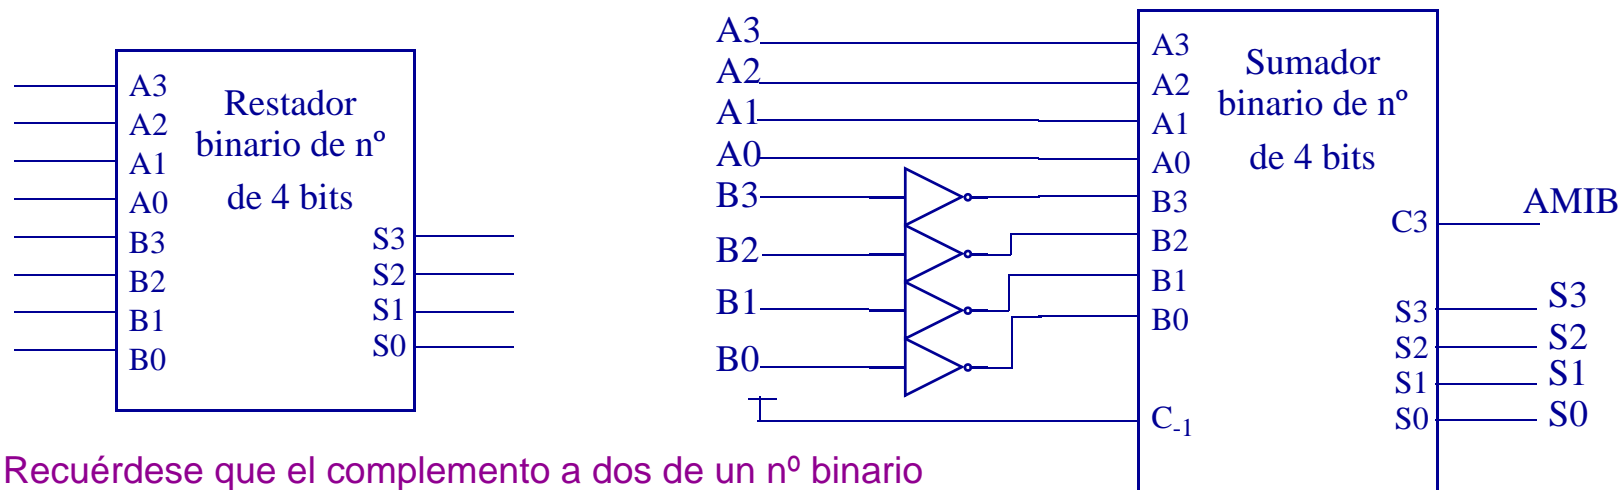 A3
A2
A1
A0
B3
B2
B1
B0
Restador
binario de nº
de 4 bits
S3
S2
S1
S0
A3
A2
A1
A0
B3
B2
B1
B0
A3
A2
A1
A0
B3
B2
B1
B0
C-1
Sumador
binario de nº
de 4 bits
C3
S3
S2
S1
S0
AMIB
S3
S2
S1
S0
Recuérdese que el complemento a dos de un nº binario